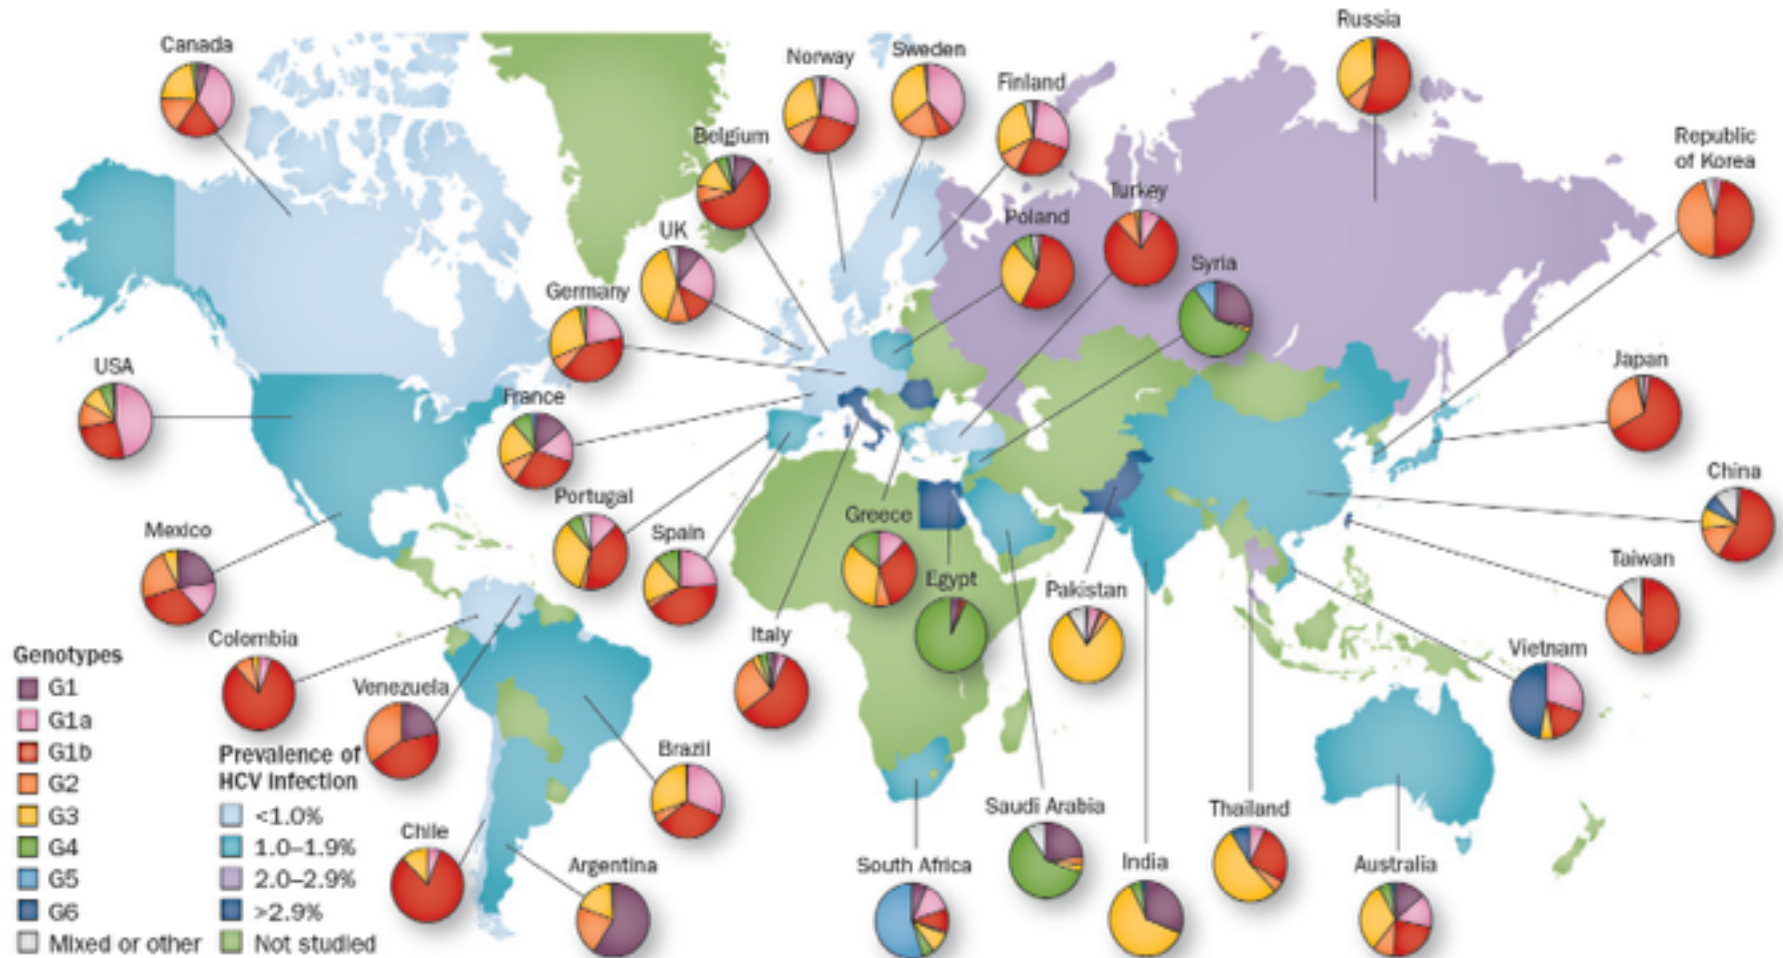 Russia
Canada
Norway
Sweden
Finland
Belgium
Republic
of Korea
Turkey
Poland
UK
Syria
Germany
USA
Japan
France
China
Portugal
Spain
Greece
Mexico
Taiwan
Egypt
Pakistan
Italy
Colombia
Vietnam
Venezuela
Brazil
Saudi Arabia
Thailand
Chile
Argentina
South Africa
India
Australia
Genotypes
G1
G1a
G1b
G2
G3
G4
G5
G6
Mixed or other
Prevalence of
HCV Infection
<1.0%
1.0–1.9%
2.0–2.9%
>2.9%
Not studied